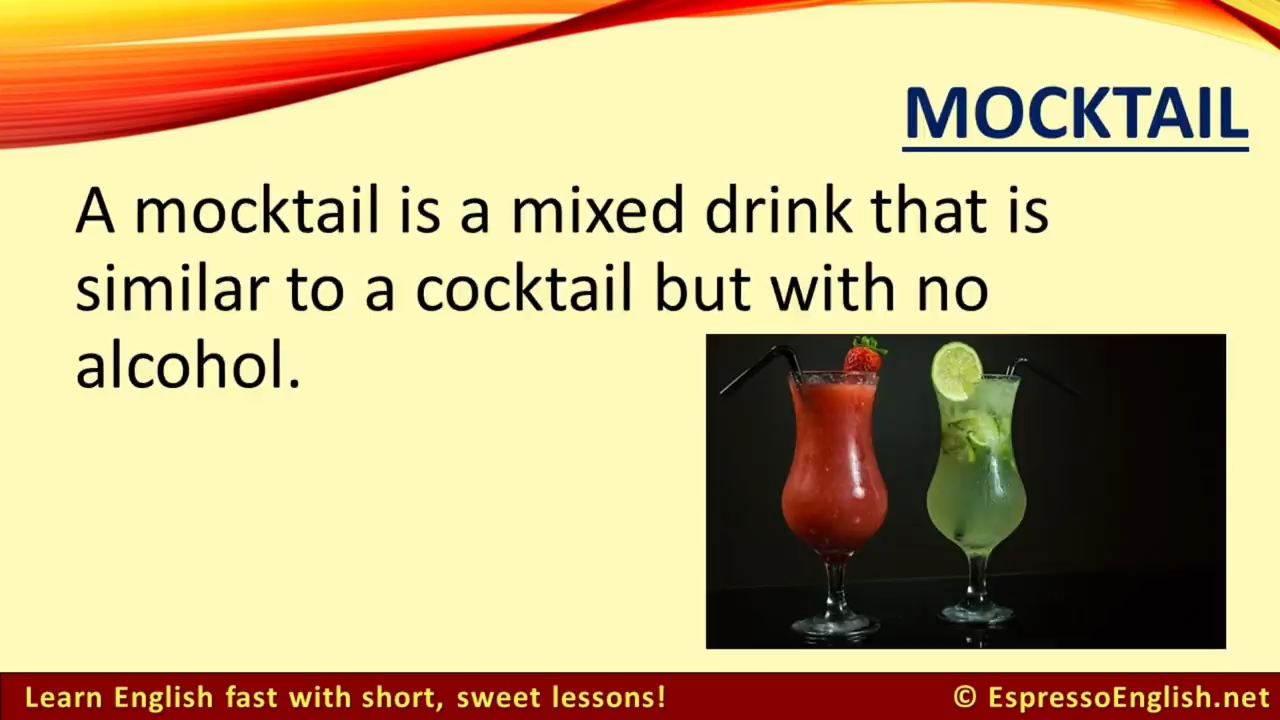 MOCKTAIL
A mocktail is a mixed drink that is
similar to a cocktail but with no
alcohol.
Learn English fast with short, sweet lessons!
© EspressoEnglish.net